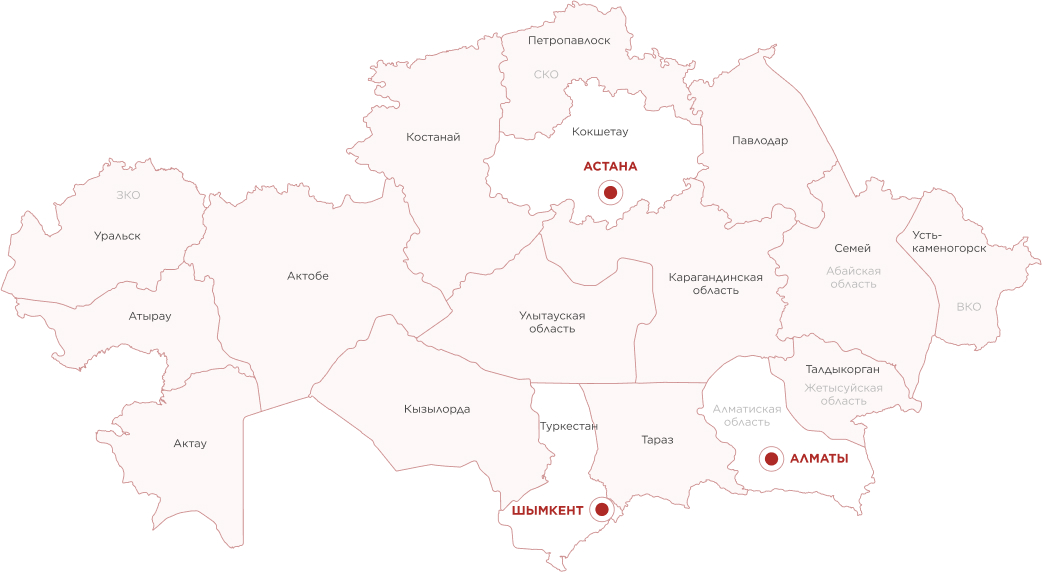 Петропавлоск
СКО
Кокшетау
АСТАНА
Костанай
Павлодар
ЗКО
Уральск
Актобе
Атырау
Актау
Улытауская
область
Карагандинская
область
Семей
Абайская
область
Усть-
каменогорск
ВКО
Талдыкорган
Жетысуйская
область
Кызылорда
Туркестан
Тараз
Алматиская
область
АЛМАТЫ
ШЫМКЕНТ